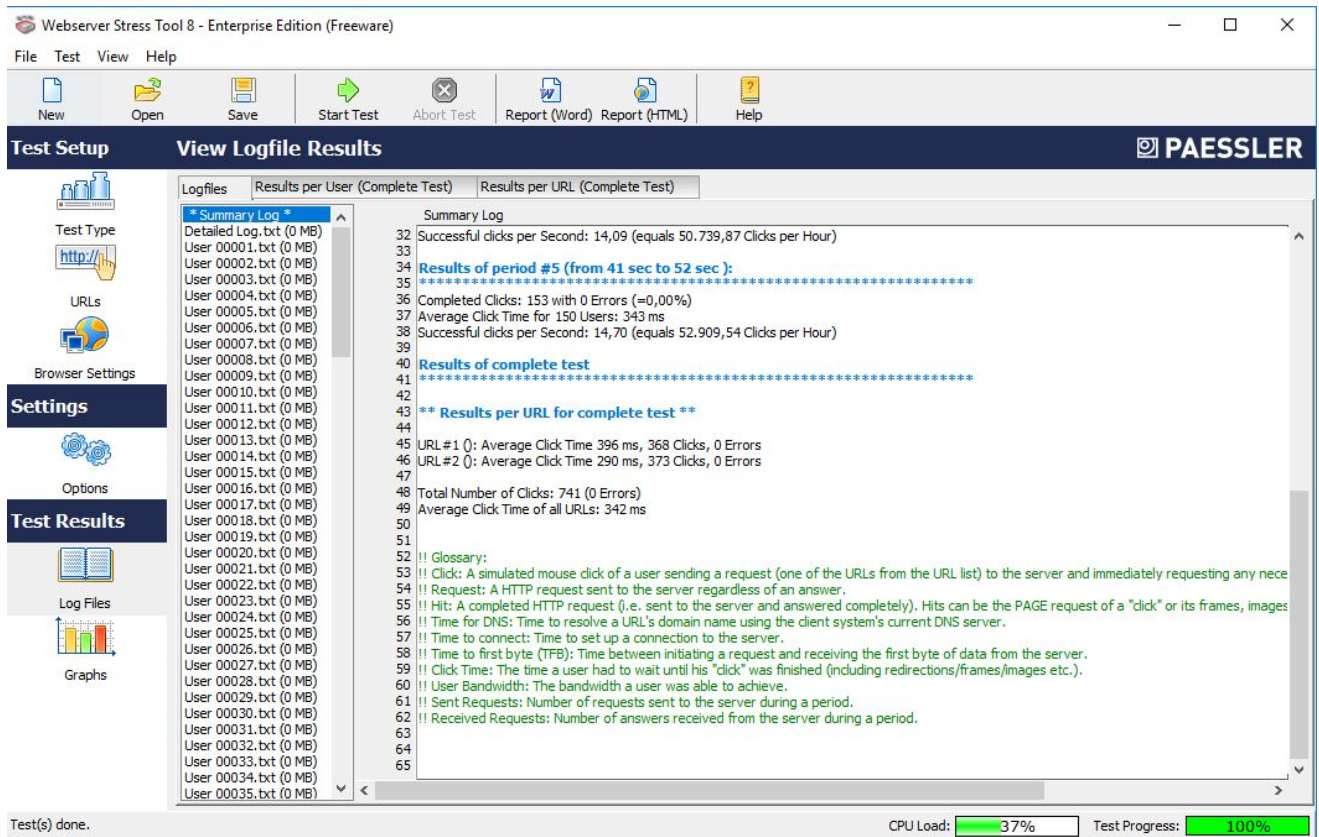 Webserver Stress Tool 8 - Enterprise Edition (Freeware)
File Test View Help
New Open Save Start Test Abort Test Report (Word) Report (HTML) Help
Test Setup
View Logfile Results
PAESSLER
Test Type
http://
URLs
Browser Settings
Settings
Options
Test Results
Log Files
Graphs
Logfiles Results per User (Complete Test) Results per URL (Complete Test)
* Summary Log *
Detailed Log.txt (0 MB)
User 00001.txt (0 MB)
User 00002.txt (0 MB)
User 00003.txt (0 MB)
User 00004.txt (0 MB)
User 00005.txt (0 MB)
User 00006.txt (0 MB)
User 00007.txt (0 MB)
User 00008.txt (0 MB)
User 00009.txt (0 MB)
User 00010.txt (0 MB)
User 00011.txt (0 MB)
User 00012.txt (0 MB)
User 00013.txt (0 MB)
User 00014.txt (0 MB)
User 00015.txt (0 MB)
User 00016.txt (0 MB)
User 00017.txt (0 MB)
User 00018.txt (0 MB)
User 00019.txt (0 MB)
User 00020.txt (0 MB)
User 00021.txt (0 MB)
User 00022.txt (0 MB)
User 00023.txt (0 MB)
User 00024.txt (0 MB)
User 00025.txt (0 MB)
User 00026.txt (0 MB)
User 00027.txt (0 MB)
User 00028.txt (0 MB)
User 00029.txt (0 MB)
User 00030.txt (0 MB)
User 00031.txt (0 MB)
User 00032.txt (0 MB)
User 00033.txt (0 MB)
User 00034.txt (0 MB)
User 00035.txt (0 MB)
Summary Log
32 Successful clicks per Second: 14,09 (equals 50.739,87 Clicks per Hour)
33
34 Results of period #5 (from 41 sec to 52 sec ):
35 ****************************************************************
36 Completed Clicks: 153 with 0 Errors (=0,00%)
37 Average Click Time for 150 Users: 343 ms
38 Successful clicks per Second: 14,70 (equals 52.909,54 Clicks per Hour)
39
40 Results of complete test
41 ****************************************************************
42
43 ** Results per URL for complete test **
44
45 URL#1 (): Average Click Time 396 ms, 368 Clicks, 0 Errors
46 URL#2 (): Average Click Time 290 ms, 373 Clicks, 0 Errors
47
48 Total Number of Clicks: 741 (0 Errors)
49 Average Click Time of all URLs: 342 ms
50
51
52 !! Glossary:
53 !! Click: A simulated mouse click of a user sending a request (one of the URLs from the URL list) to the server and immediately requesting any nece
54 !! Request: A HTTP request sent to the server regardless of an answer.
55 !! Hit: A completed HTTP request (i.e. sent to the server and answered completely). Hits can be the PAGE request of a "click" or its frames, images
56 !! Time for DNS: Time to resolve a URL's domain name using the client system's current DNS server.
57 !! Time to connect: Time to set up a connection to the server.
58 !! Time to first byte (TFB): Time between initiating a request and receiving the first byte of data from the server.
59 !! Click Time: The time a user had to wait until his "click" was finished (including redirections/frames/images etc.).
60 !! User Bandwidth: The bandwidth a user was able to achieve.
61 !! Sent Requests: Number of requests sent to the server during a period.
62 !! Received Requests: Number of answers received from the server during a period.
63
64
65
Test(s) done.
CPU Load: 37% Test Progress: 100%